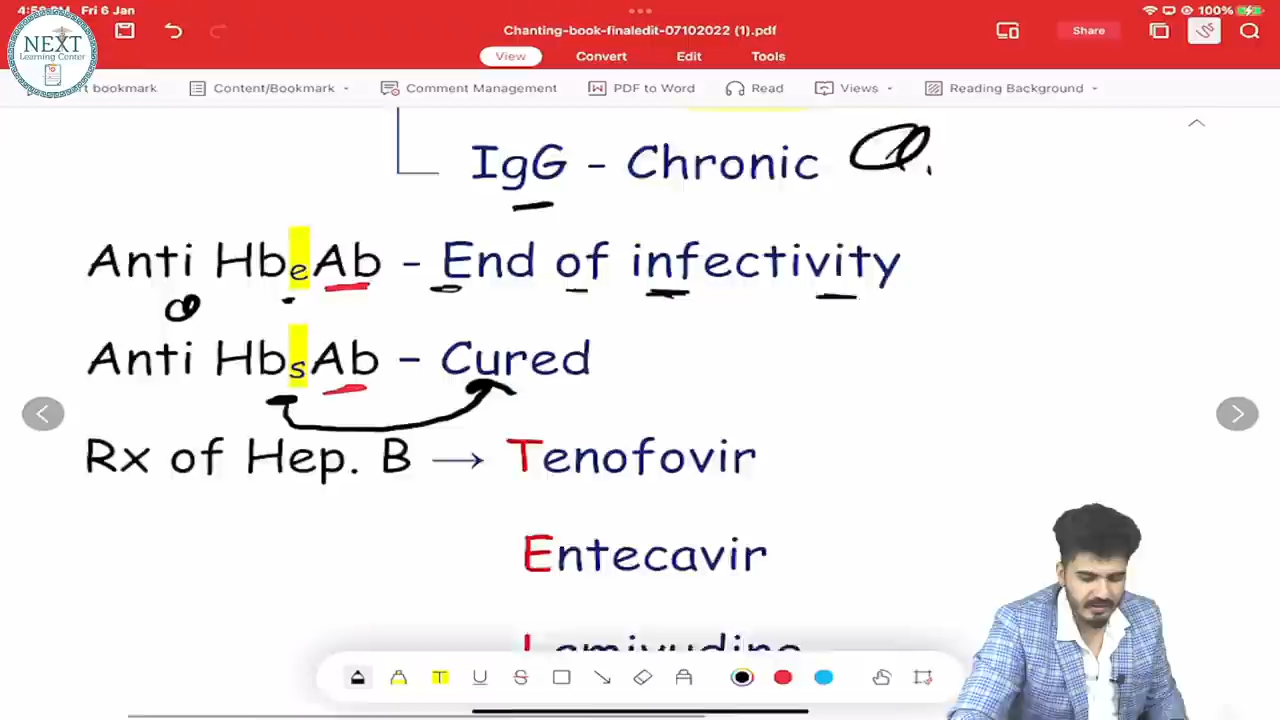 4:58 PM Fri 6 Jan
100%
NEXT
Learning Center
Chanting-book-finaledit-07102022 (1).pdf
Share
View Convert Edit Tools
bookmark Content/Bookmark Comment Management PDF to Word Read Views Reading Background
IgG - Chronic
Anti HbeAb - End of infectivity
Anti HbsAb - Cured
Rx of Hep. B → Tenofovir
Entecavir
Lamivudine